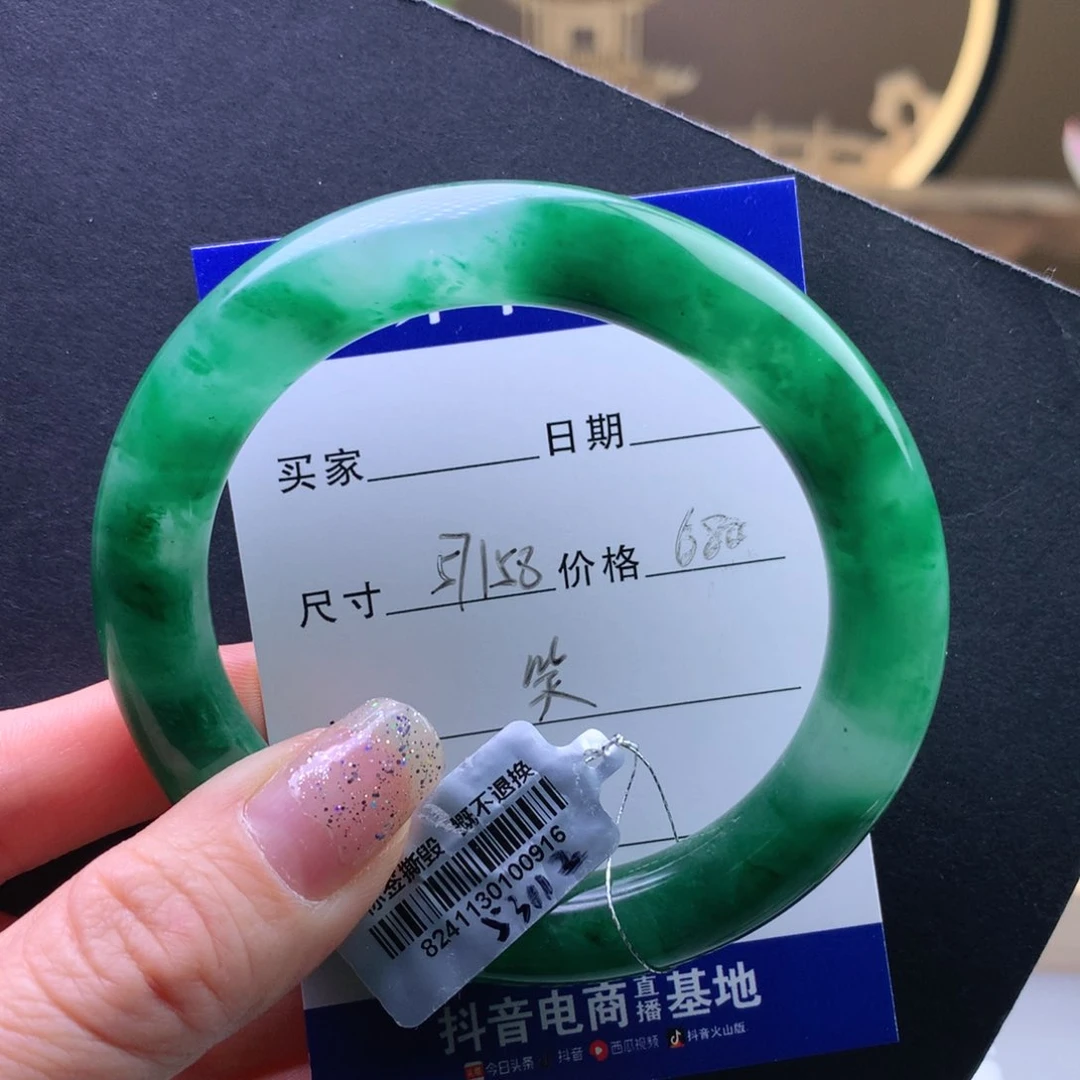 买家 日期
尺寸 57/58 价格 680
笑
签撕毁 概不退换
8241130100916
抖音电商直播基地
今日头条 抖音 西瓜视频 抖音火山版